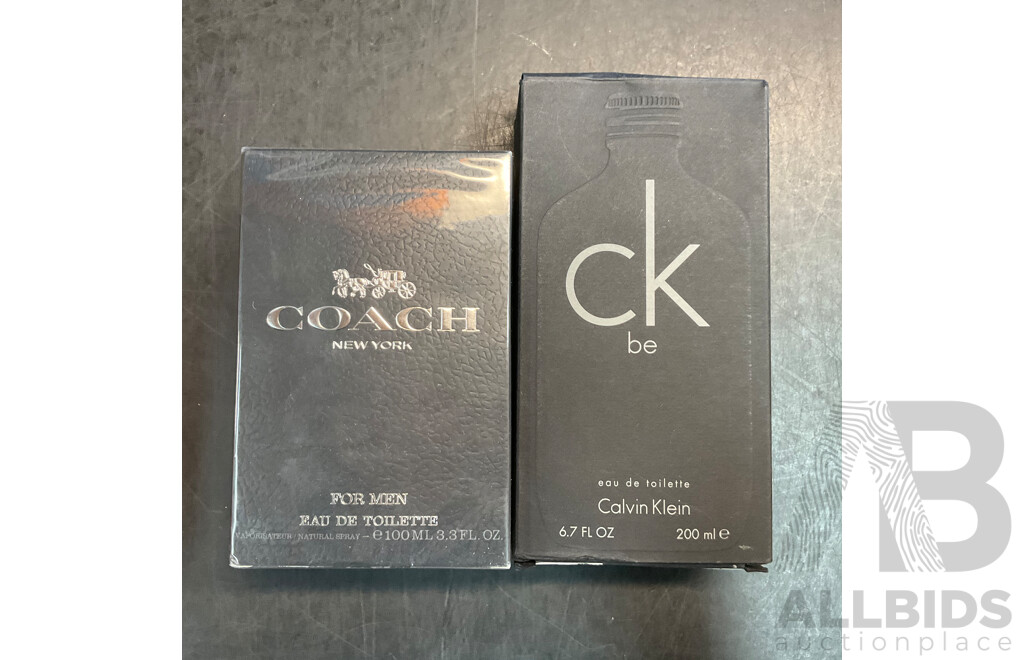 COACH
NEW YORK
FOR MEN
EAU DE TOILETTE
VAPORISATEUR / NATURAL SPRAY – ℮ 100 ML 3.3 FL. OZ.
ck
be
eau de toilette
Calvin Klein
6.7 FL OZ 200 ml ℮
AB
ALLBIDS
auctionplace